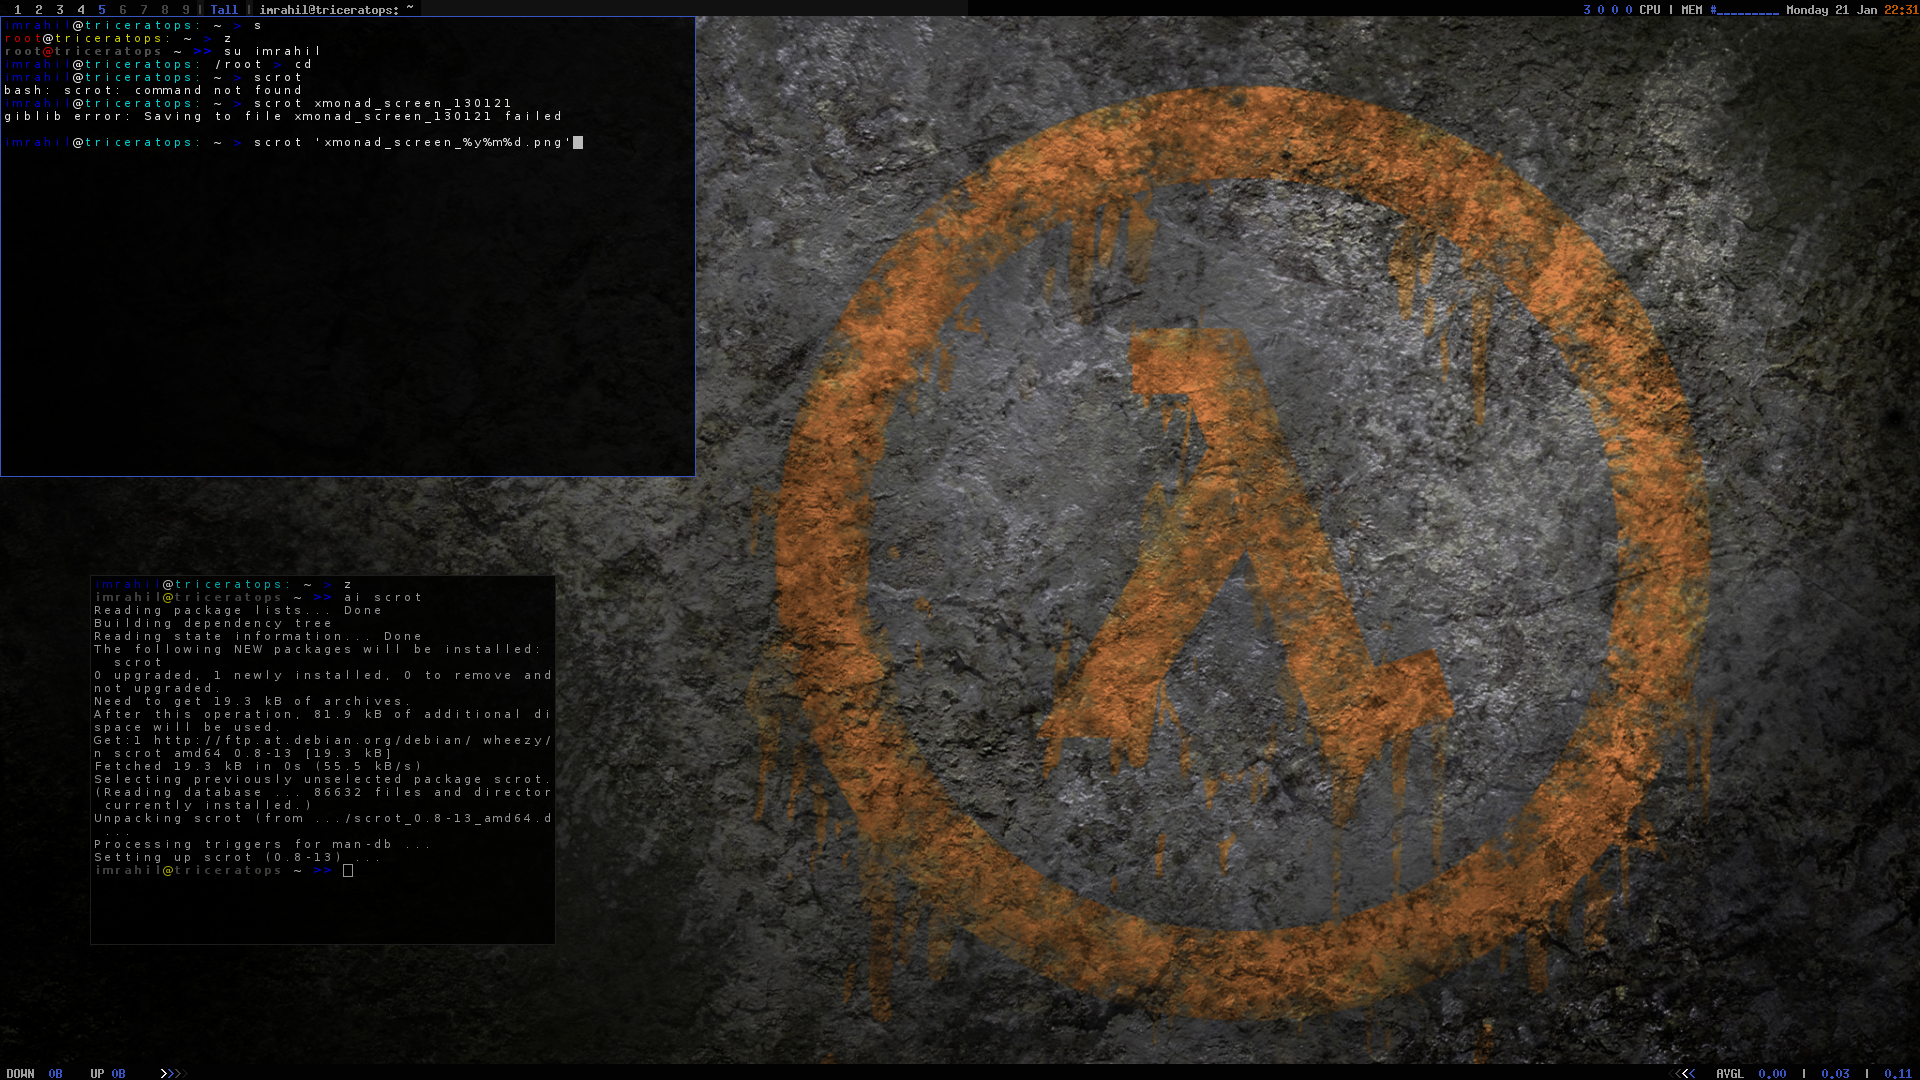 1 2 3 4 5 6 7 8 9 | Tall | imrahil@triceratops: ~
3 0 0 0 CPU | MEM #_________ Monday 21 Jan 22:31
imrahil@triceratops: ~ > s
root@triceratops: ~ > z
root@triceratops ~ >> su imrahil
imrahil@triceratops: /root > cd
imrahil@triceratops: ~ > scrot
bash: scrot: command not found
imrahil@triceratops: ~ > scrot xmonad_screen_130121
giblib error: Saving to file xmonad_screen_130121 failed
imrahil@triceratops: ~ > scrot 'xmonad_screen_%y%m%d.png'
imrahil@triceratops: ~ > z
imrahil@triceratops ~ >> ai scrot
Reading package lists... Done
Building dependency tree
Reading state information... Done
The following NEW packages will be installed:
scrot
0 upgraded, 1 newly installed, 0 to remove and
not upgraded.
Need to get 19.3 kB of archives.
After this operation, 81.9 kB of additional di
space will be used.
Get:1 http://ftp.at.debian.org/debian/ wheezy/
n scrot amd64 0.8-13 [19.3 kB]
Fetched 19.3 kB in 0s (55.5 kB/s)
Selecting previously unselected package scrot.
(Reading database ... 86632 files and director
currently installed.)
Unpacking scrot (from .../scrot_0.8-13_amd64.d
...
Processing triggers for man-db ...
Setting up scrot (0.8-13) ...
imrahil@triceratops ~ >>
DOWN 0B UP 0B >>>>
<<<< AVGL 0.00 | 0.03 | 0.11